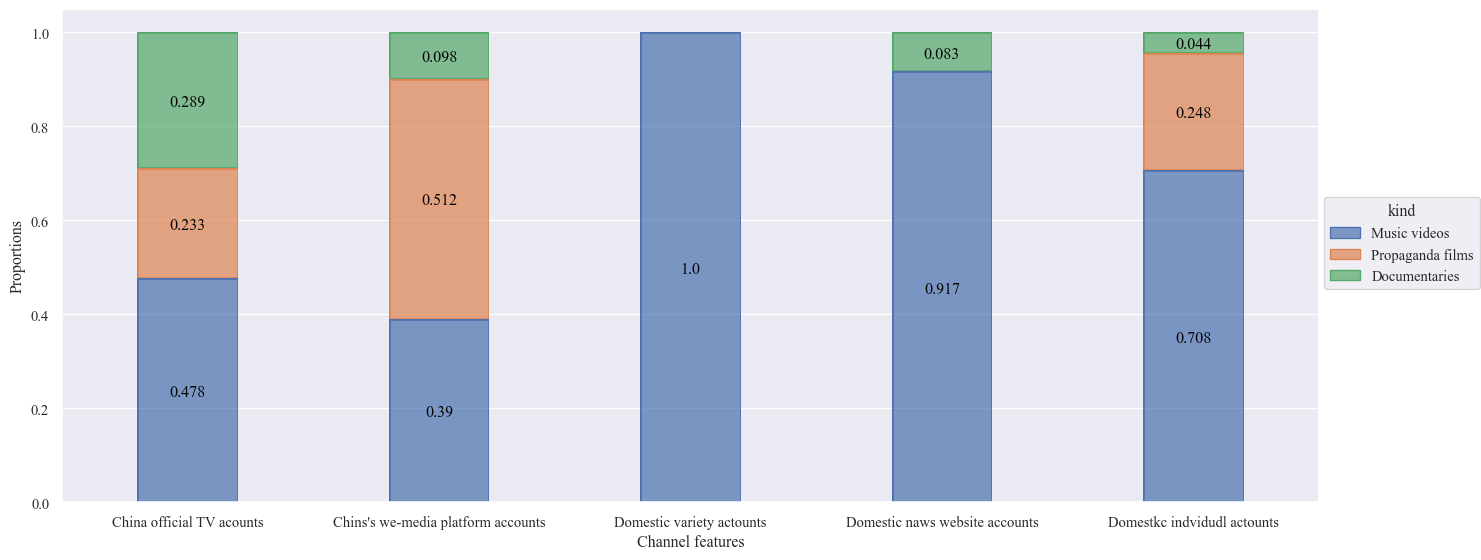 1.0
0.8
0.6
0.4
0.2
0.0
Proportions
0.289
0.233
0.478
0.098
0.512
0.39
1.0
0.083
0.917
0.044
0.248
0.708
China official TV acounts
Chins's we-media platform accounts
Domestic variety actounts
Domestic naws website accounts
Domestkc indvidudl actounts
Channel features
kind
Music videos
Propaganda films
Documentaries